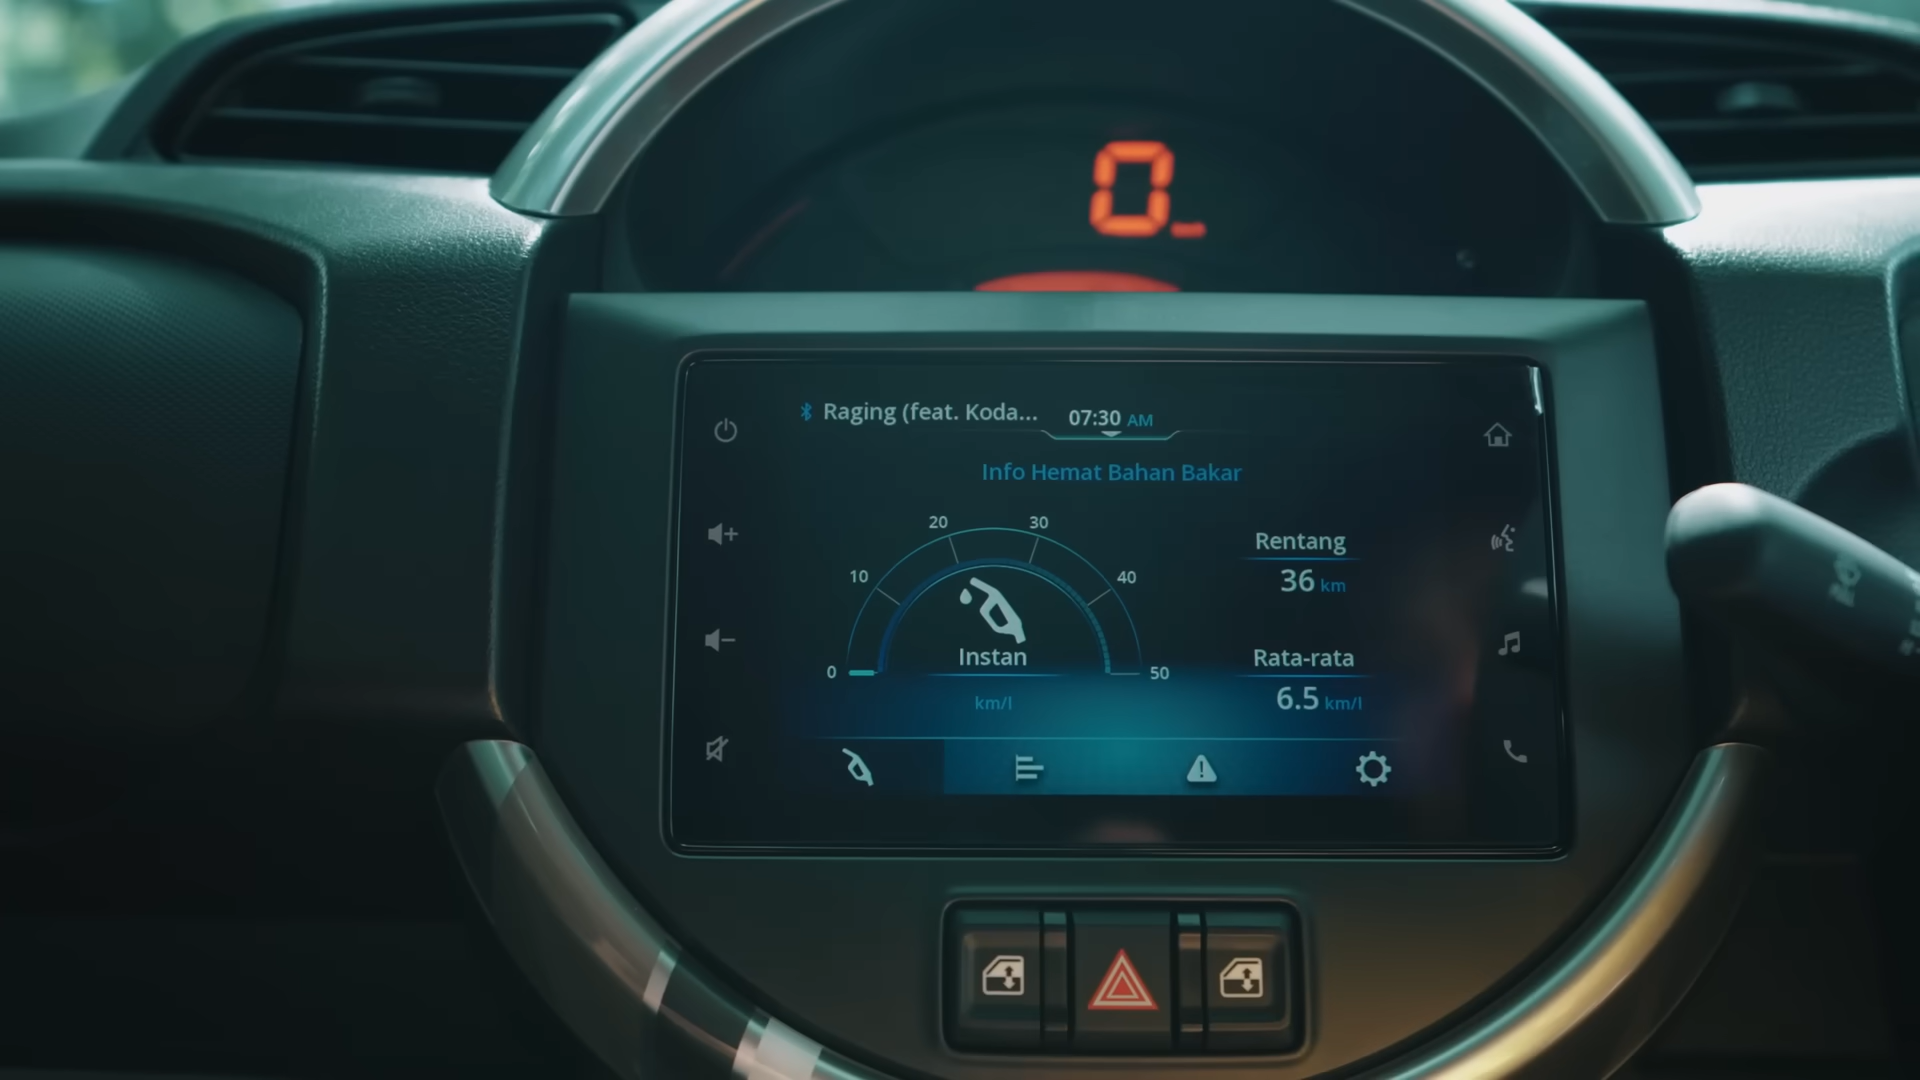 0
Raging (feat. Koda...
07:30 AM
Info Hemat Bahan Bakar
20
30
10
40
0
50
Instan
km/l
Rentang
36 km
Rata-rata
6.5 km/l